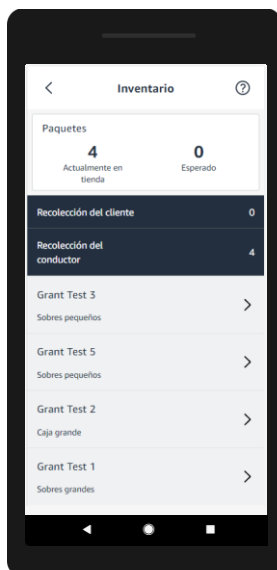 Inventario
Paquetes
4
0
Actualmente en
tienda
Esperado
Recolección del cliente 0
Recolección del
conductor
4
Grant Test 3
Sobres pequeños
Grant Test 5
Sobres pequeños
Grant Test 2
Caja grande
Grant Test 1
Sobres grandes